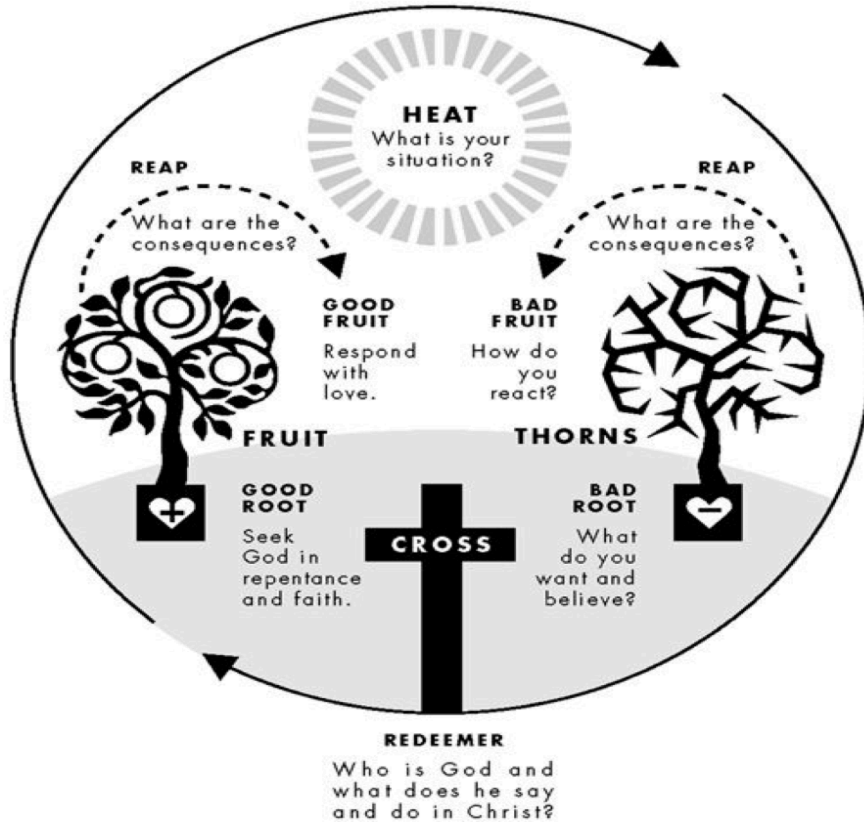 HEAT
What is your
situation?
REAP
What are the
consequences?
REAP
What are the
consequences?
GOOD
FRUIT
Respond
with
love.
BAD
FRUIT
How do
you
react?
FRUIT
THORNS
GOOD
ROOT
Seek
God in
repentance
and faith.
CROSS
BAD
ROOT
What
do you
want and
believe?
REDEEMER
Who is God and
what does he say
and do in Christ?